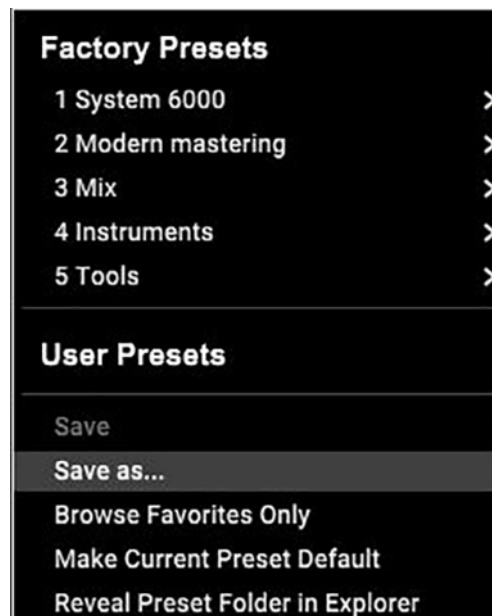 Factory Presets
1 System 6000
2 Modern mastering
3 Mix
4 Instruments
5 Tools
User Presets
Save
Save as...
Browse Favorites Only
Make Current Preset Default
Reveal Preset Folder in Explorer